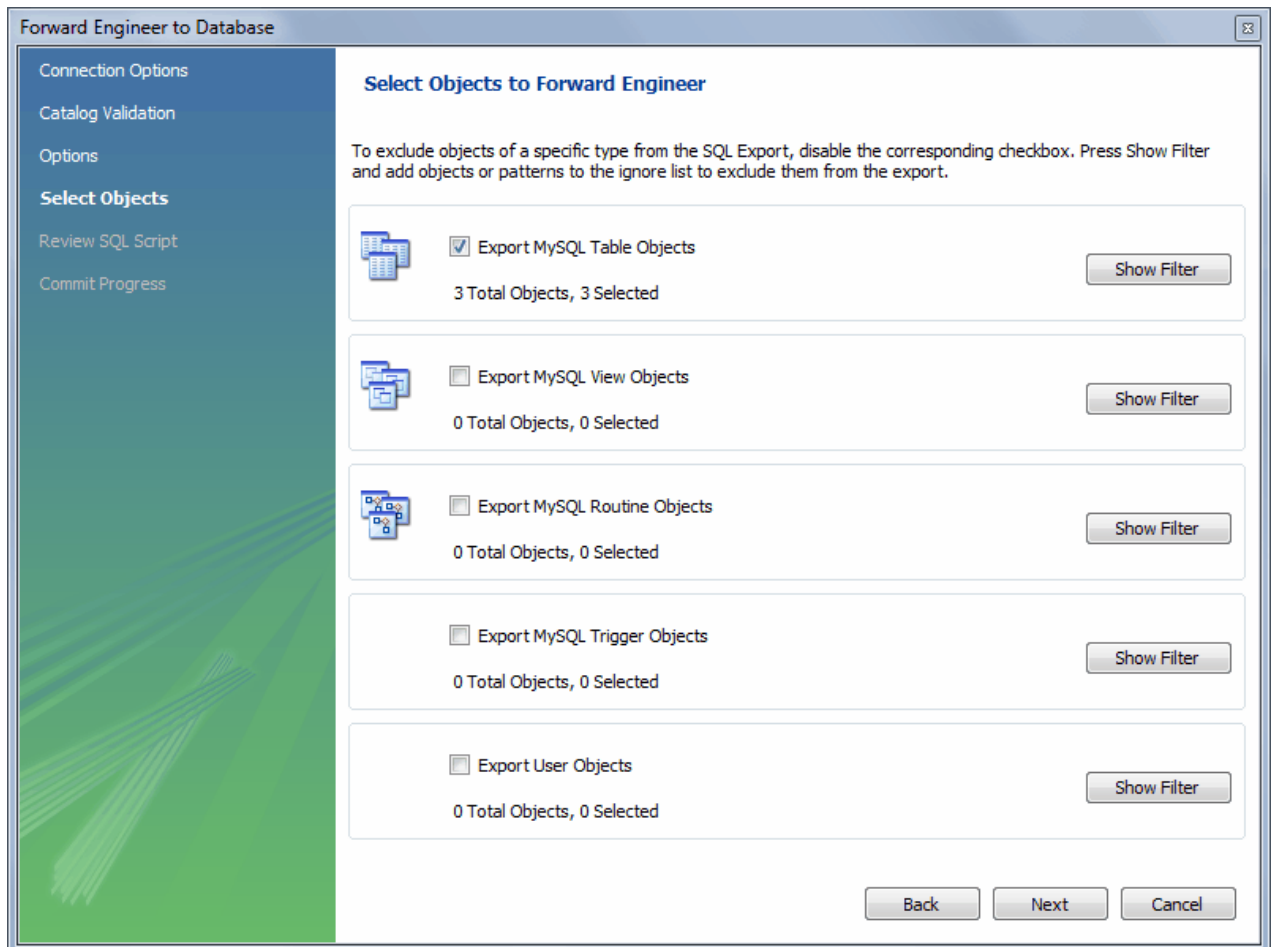 Forward Engineer to Database
Connection Options
Catalog Validation
Options
Select Objects
Review SQL Script
Commit Progress
Select Objects to Forward Engineer
To exclude objects of a specific type from the SQL Export, disable the corresponding checkbox. Press Show Filter
and add objects or patterns to the ignore list to exclude them from the export.
Export MySQL Table Objects
3 Total Objects, 3 Selected
Show Filter
Export MySQL View Objects
0 Total Objects, 0 Selected
Show Filter
Export MySQL Routine Objects
0 Total Objects, 0 Selected
Show Filter
Export MySQL Trigger Objects
0 Total Objects, 0 Selected
Show Filter
Export User Objects
0 Total Objects, 0 Selected
Show Filter
Back
Next
Cancel